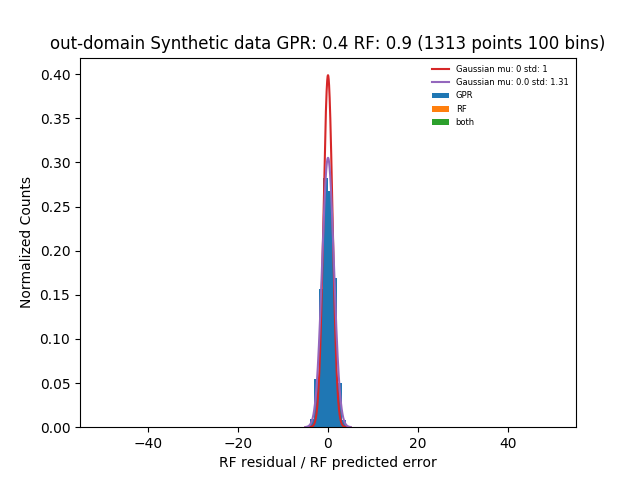 out-domain Synthetic data GPR: 0.4 RF: 0.9 (1313 points 100 bins)
Gaussian mu: 0 std: 1
Gaussian mu: 0.0 std: 1.31
GPR
RF
both
Normalized Counts
0.40
0.35
0.30
0.25
0.20
0.15
0.10
0.05
0.00
−40
−20
0
20
40
RF residual / RF predicted error